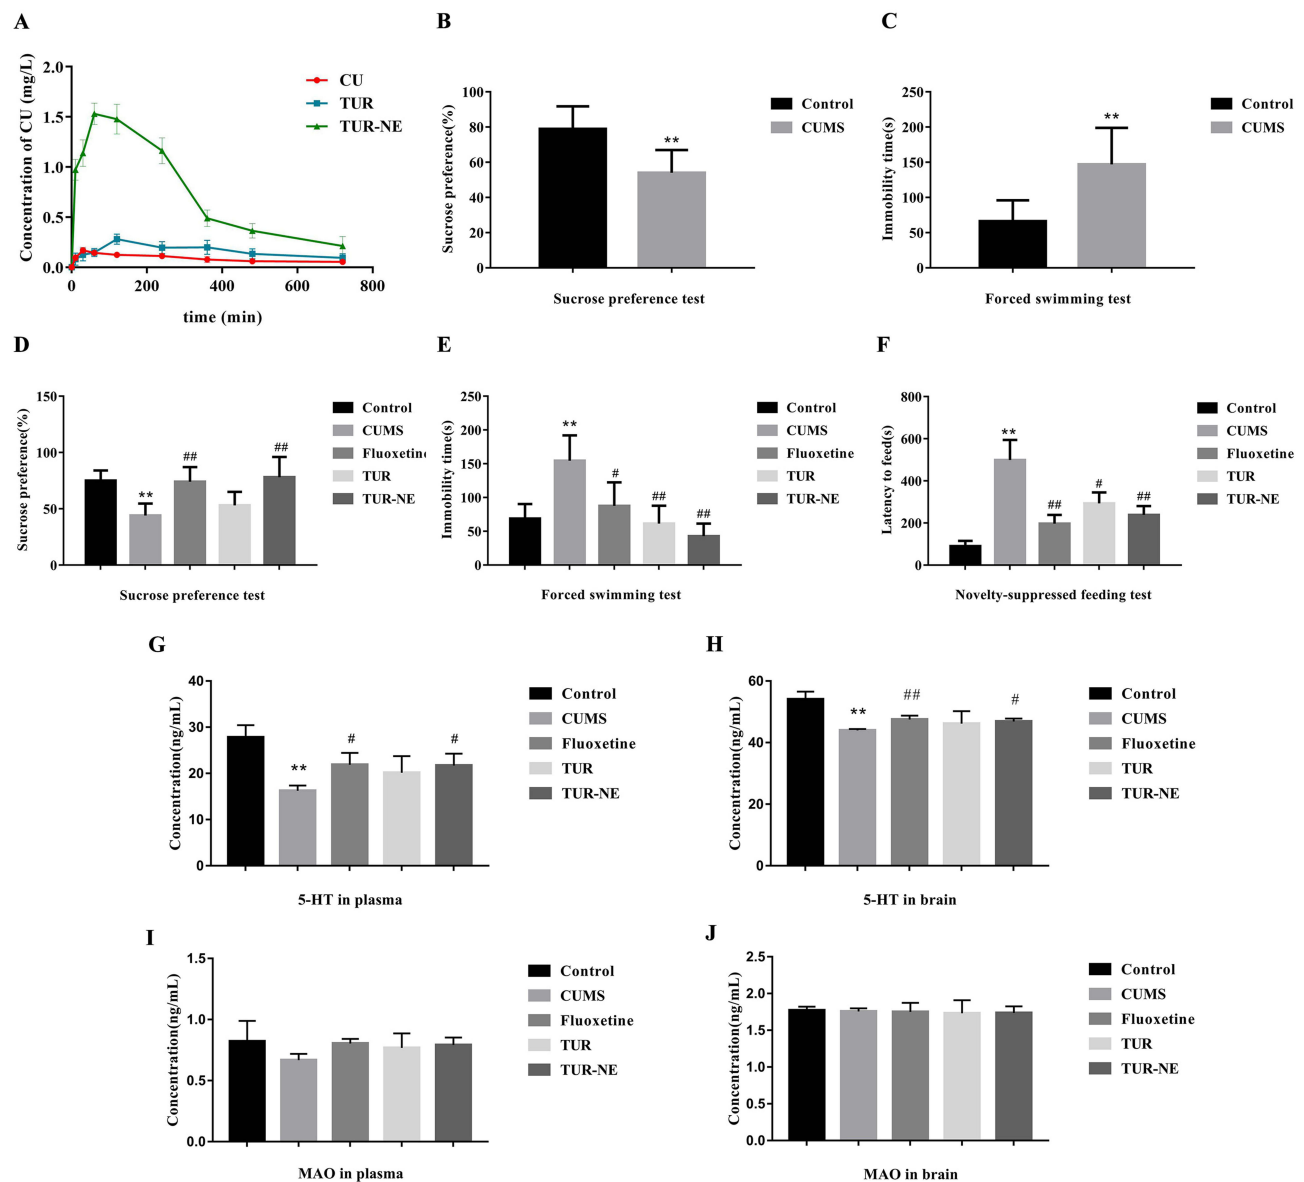 A
Concentration of CU (mg/L)
2.0
1.5
1.0
0.5
0.0
0
200
400
600
800
time (min)
CU
TUR
TUR-NE
B
Sucrose preference(%)
100
80
60
40
20
0
**
Control
CUMS
Sucrose preference test
C
Immobility time(s)
250
200
150
100
50
0
**
Control
CUMS
Forced swimming test
D
Sucrose preference(%)
150
100
50
0
**
##
##
Control
CUMS
Fluoxetine
TUR
TUR-NE
Sucrose preference test
E
Immobility time(s)
250
200
150
100
50
0
**
#
##
##
Control
CUMS
Fluoxetine
TUR
TUR-NE
Forced swimming test
F
Latency to feed(s)
800
600
400
200
0
**
##
#
##
Control
CUMS
Fluoxetine
TUR
TUR-NE
Novelty-suppressed feeding test
G
Concentration(ng/mL)
40
30
20
10
0
**
#
#
Control
CUMS
Fluoxetine
TUR
TUR-NE
5-HT in plasma
H
Concentration(ng/mL)
60
40
20
0
**
##
#
Control
CUMS
Fluoxetine
TUR
TUR-NE
5-HT in brain
I
Concentration(ng/mL)
1.5
1.0
0.5
0.0
Control
CUMS
Fluoxetine
TUR
TUR-NE
MAO in plasma
J
Concentration(ng/mL)
2.5
2.0
1.5
1.0
0.5
0.0
Control
CUMS
Fluoxetine
TUR
TUR-NE
MAO in brain